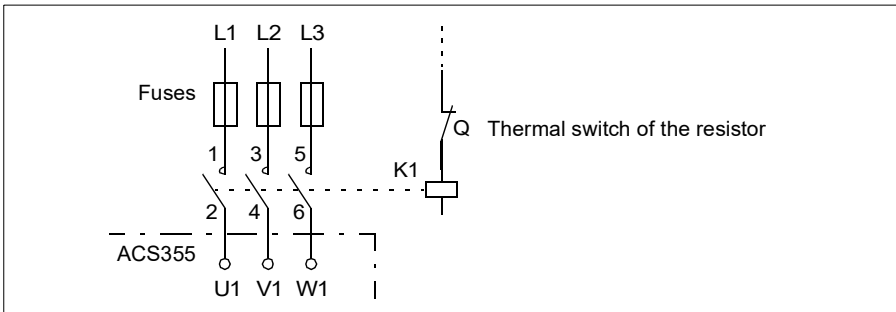 L1 L2 L3
Fuses
Q Thermal switch of the resistor
1 3 5
K1
2 4 6
ACS355
U1 V1 W1